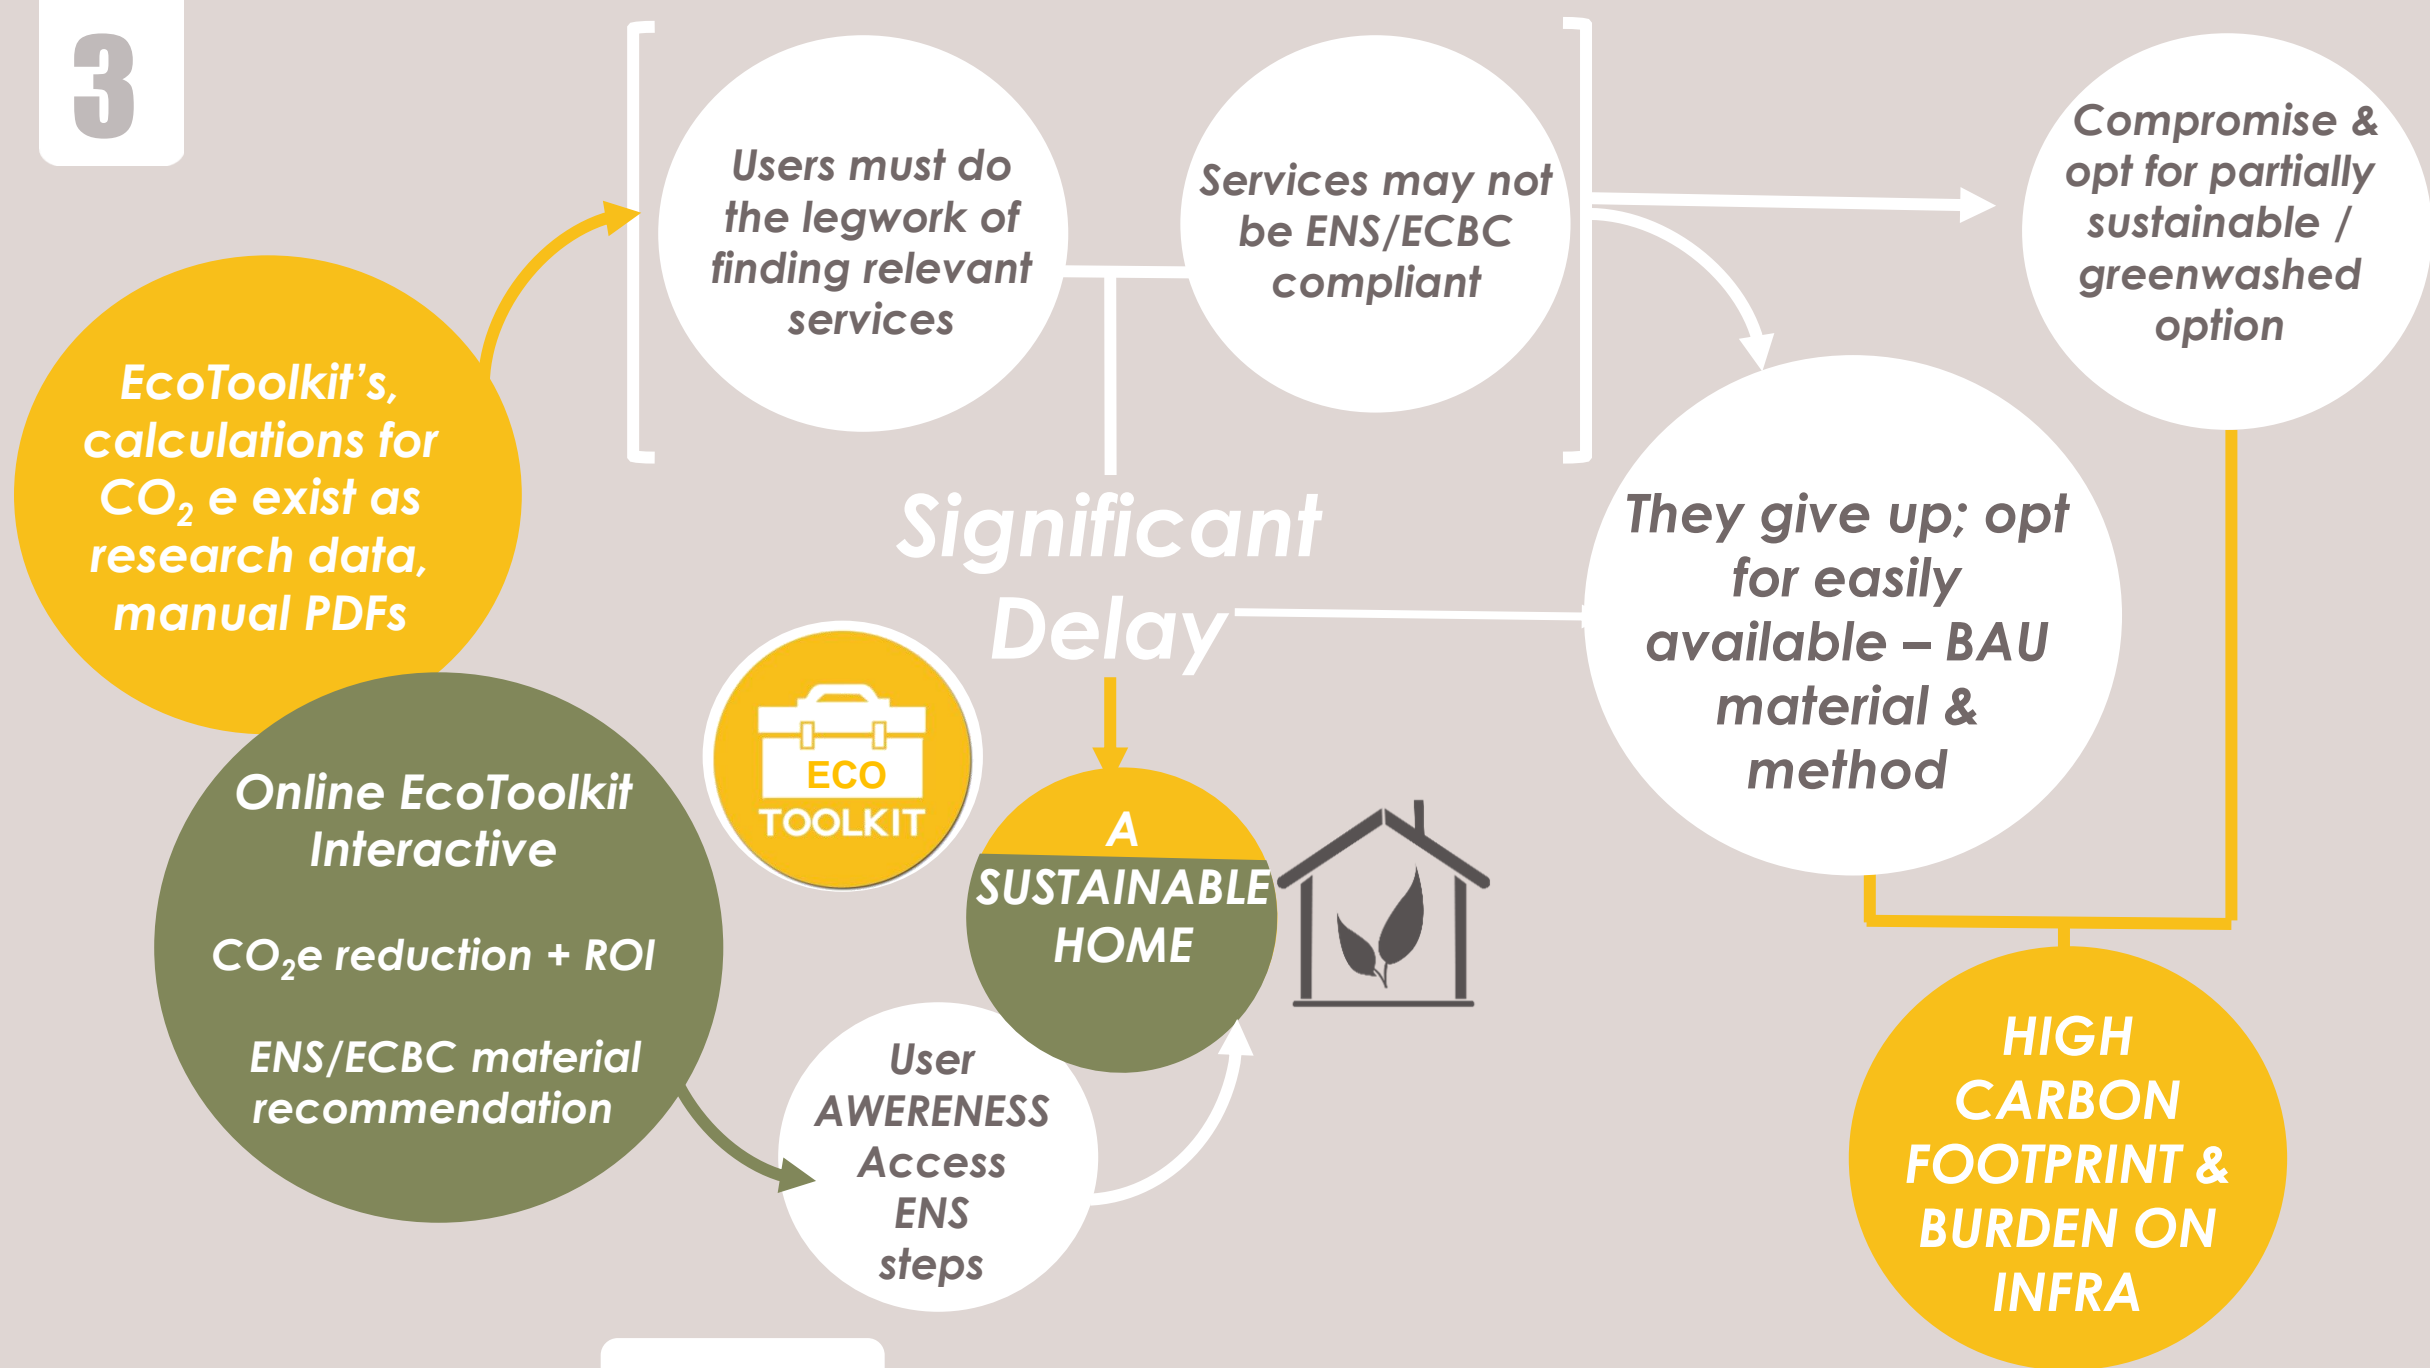 3
Users must do
the legwork of
finding relevant
services
Services may not
be ENS/ECBC
compliant
Compromise &
opt for partially
sustainable /
greenwashed
option
EcoToolkit’s,
calculations for
CO₂ e exist as
research data,
manual PDFs
Significant
Delay
They give up; opt
for easily
available – BAU
material &
method
Online EcoToolkit
Interactive
CO₂e reduction + ROI
ENS/ECBC material
recommendation
ECO
TOOLKIT
A
SUSTAINABLE
HOME
User
AWERENESS
Access
ENS
steps
HIGH
CARBON
FOOTPRINT &
BURDEN ON
INFRA